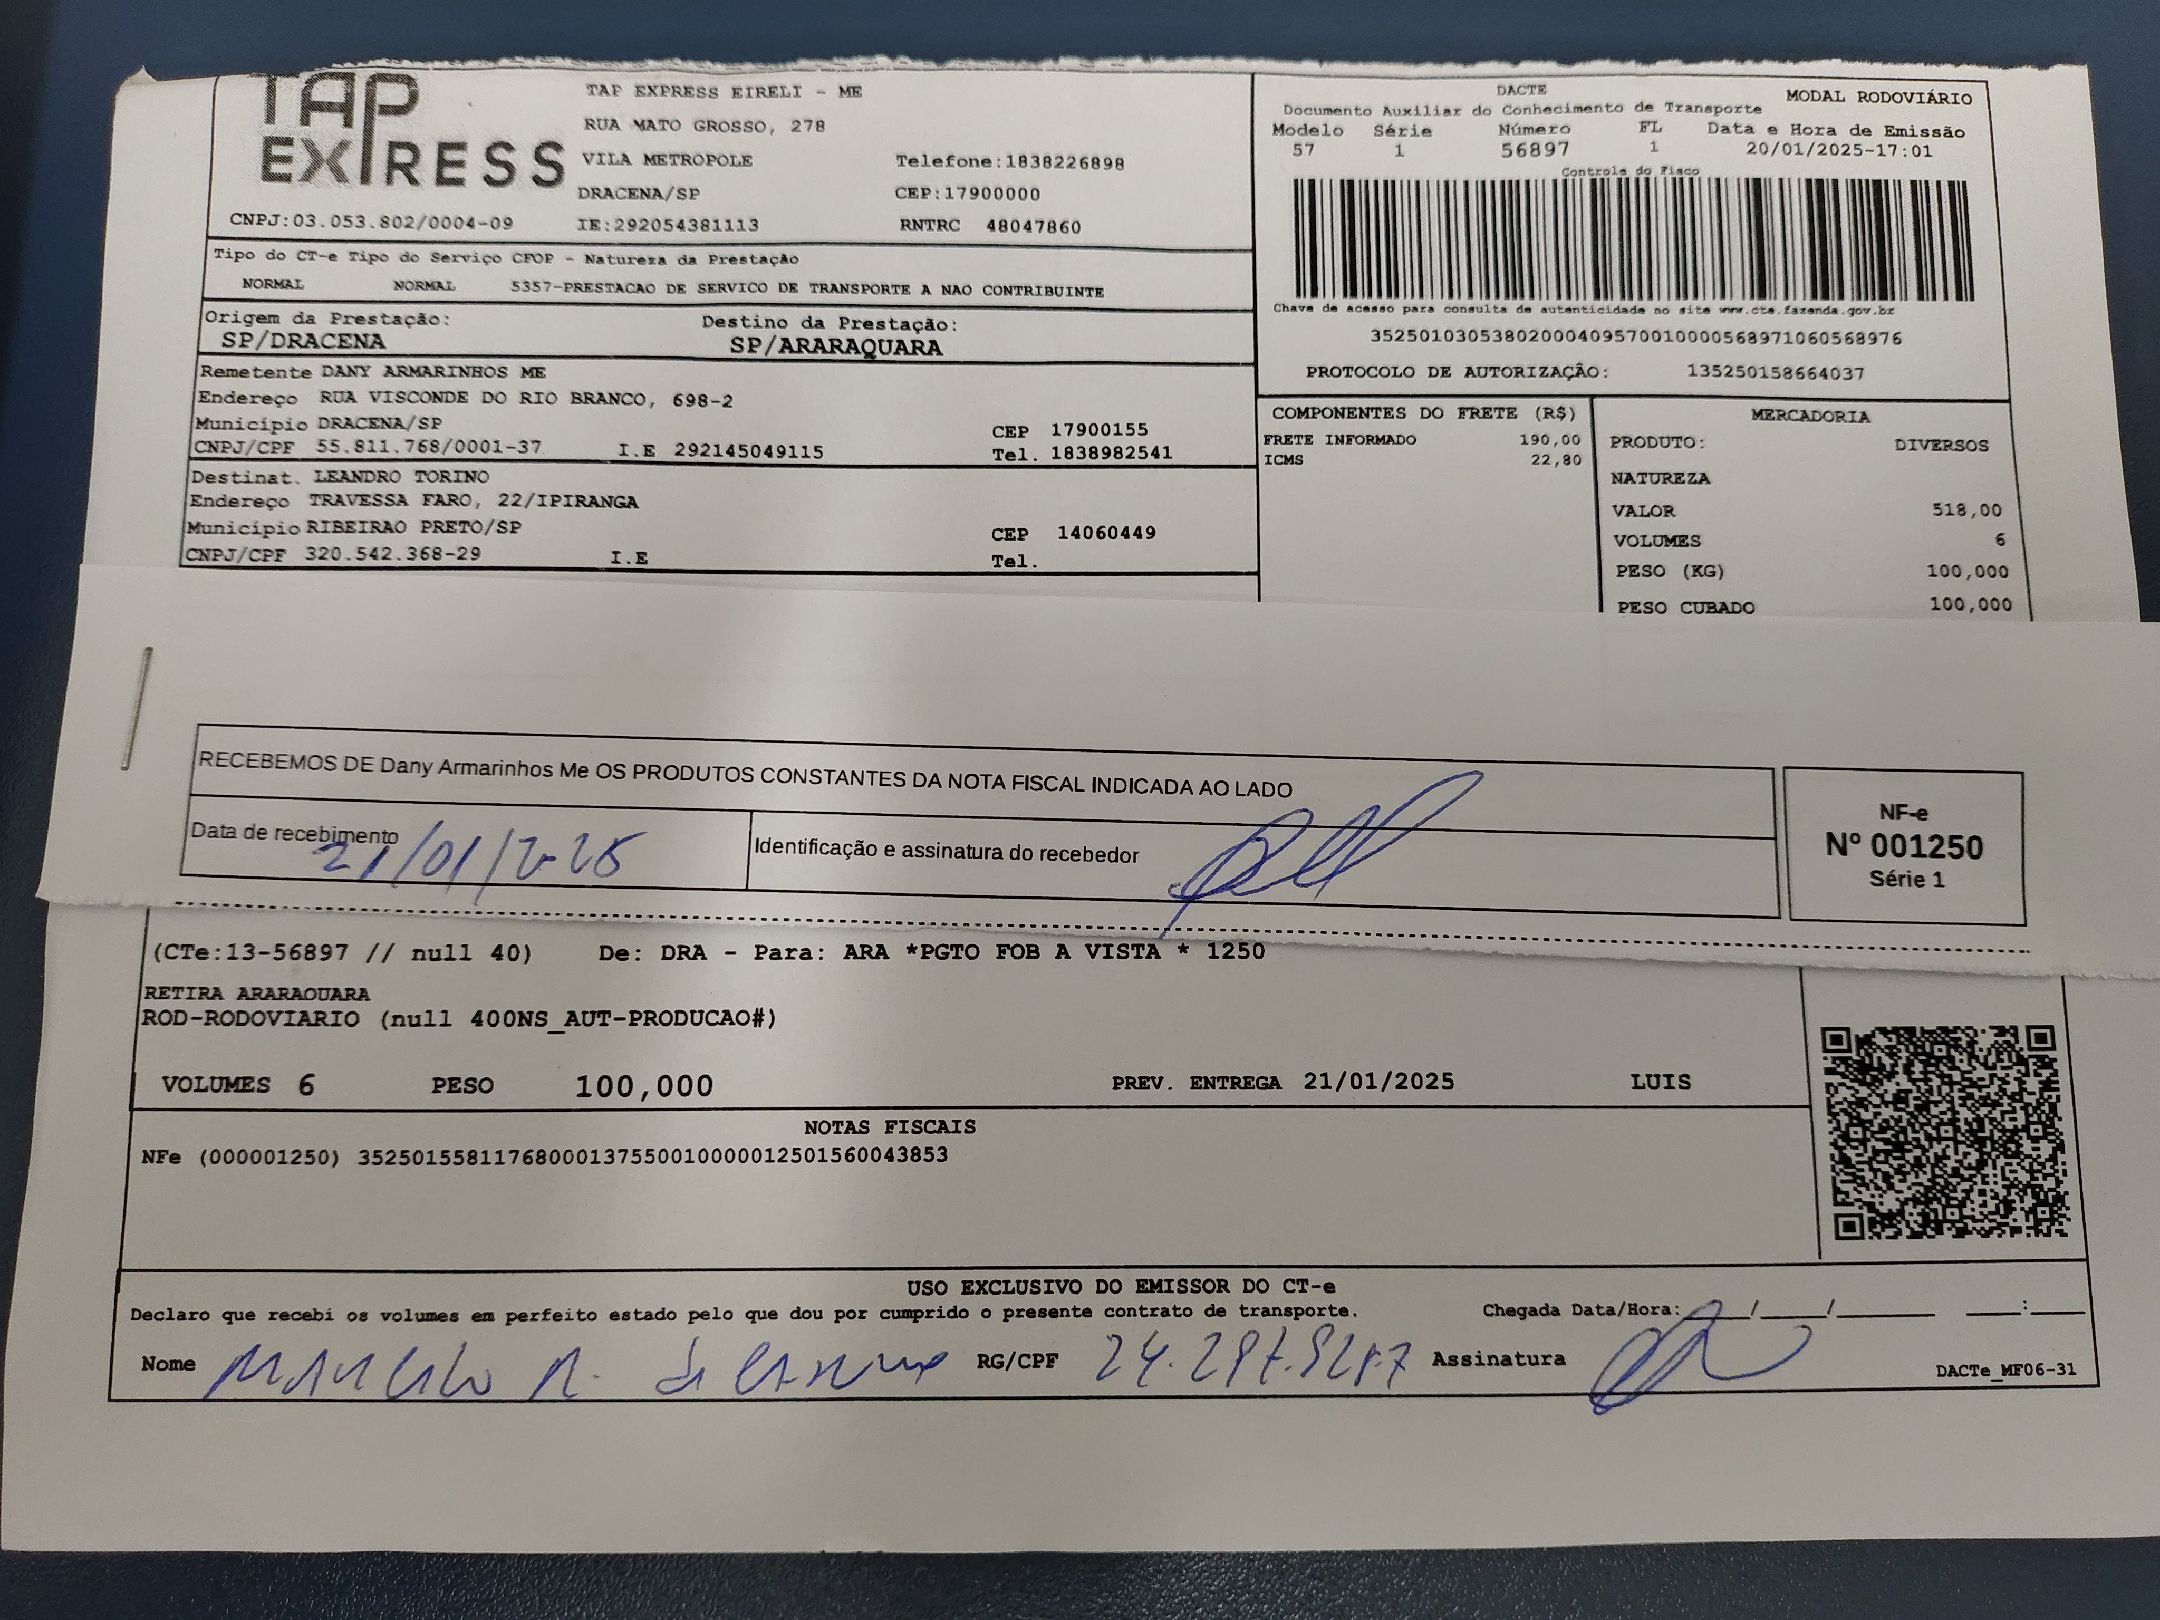 TAP EXPRESS
TAP EXPRESS EIRELI - ME
RUA MATO GROSSO, 278
VILA METROPOLE Telefone:1838226898
DRACENA/SP CEP:17900000
CNPJ:03.053.802/0004-09 IE:292054381113 RNTRC 48047860
DACTE MODAL RODOVIÁRIO
Documento Auxiliar do Conhecimento de Transporte
Modelo Série Número FL Data e Hora de Emissão
57 1 56897 1 20/01/2025-17:01
Controle do Fisco
Chave de acesso para consulta de autenticidade no site www.cte.fazenda.gov.br
35250103053802000409570010000568971060568976
PROTOCOLO DE AUTORIZAÇÃO: 135250158664037
Tipo do CT-e Tipo do Serviço CFOP - Natureza da Prestação
NORMAL NORMAL 5357-PRESTACAO DE SERVICO DE TRANSPORTE A NAO CONTRIBUINTE
Origem da Prestação: Destino da Prestação:
SP/DRACENA SP/ARARAQUARA
Remetente DANY ARMARINHOS ME
Endereço RUA VISCONDE DO RIO BRANCO, 698-2
Município DRACENA/SP CEP 17900155
CNPJ/CPF 55.811.768/0001-37 I.E 292145049115 Tel. 1838982541
Destinat. LEANDRO TORINO
Endereço TRAVESSA FARO, 22/IPIRANGA
Município RIBEIRAO PRETO/SP CEP 14060449
CNPJ/CPF 320.542.368-29 I.E Tel.
COMPONENTES DO FRETE (R$)
FRETE INFORMADO 190,00
ICMS 22,80
MERCADORIA
PRODUTO: DIVERSOS
NATUREZA
VALOR 518,00
VOLUMES 6
PESO (KG) 100,000
PESO CUBADO 100,000
RECEBEMOS DE Dany Armarinhos Me OS PRODUTOS CONSTANTES DA NOTA FISCAL INDICADA AO LADO
Data de recebimento Identificação e assinatura do recebedor
21/01/2025
NF-e
Nº 001250
Série 1
(CTe:13-56897 // null 40) De: DRA - Para: ARA *PGTO FOB A VISTA * 1250
RETIRA ARARAQUARA
ROD-RODOVIARIO (null 400NS_AUT-PRODUCAO#)
VOLUMES 6 PESO 100,000 PREV. ENTREGA 21/01/2025 LUIS
NOTAS FISCAIS
NFe (000001250) 35250155811768000137550010000012501560043853
USO EXCLUSIVO DO EMISSOR DO CT-e
Declaro que recebi os volumes em perfeito estado pelo que dou por cumprido o presente contrato de transporte. Chegada Data/Hora: __/__/____ __:__
Nome RG/CPF Assinatura DACTe_MF06-31